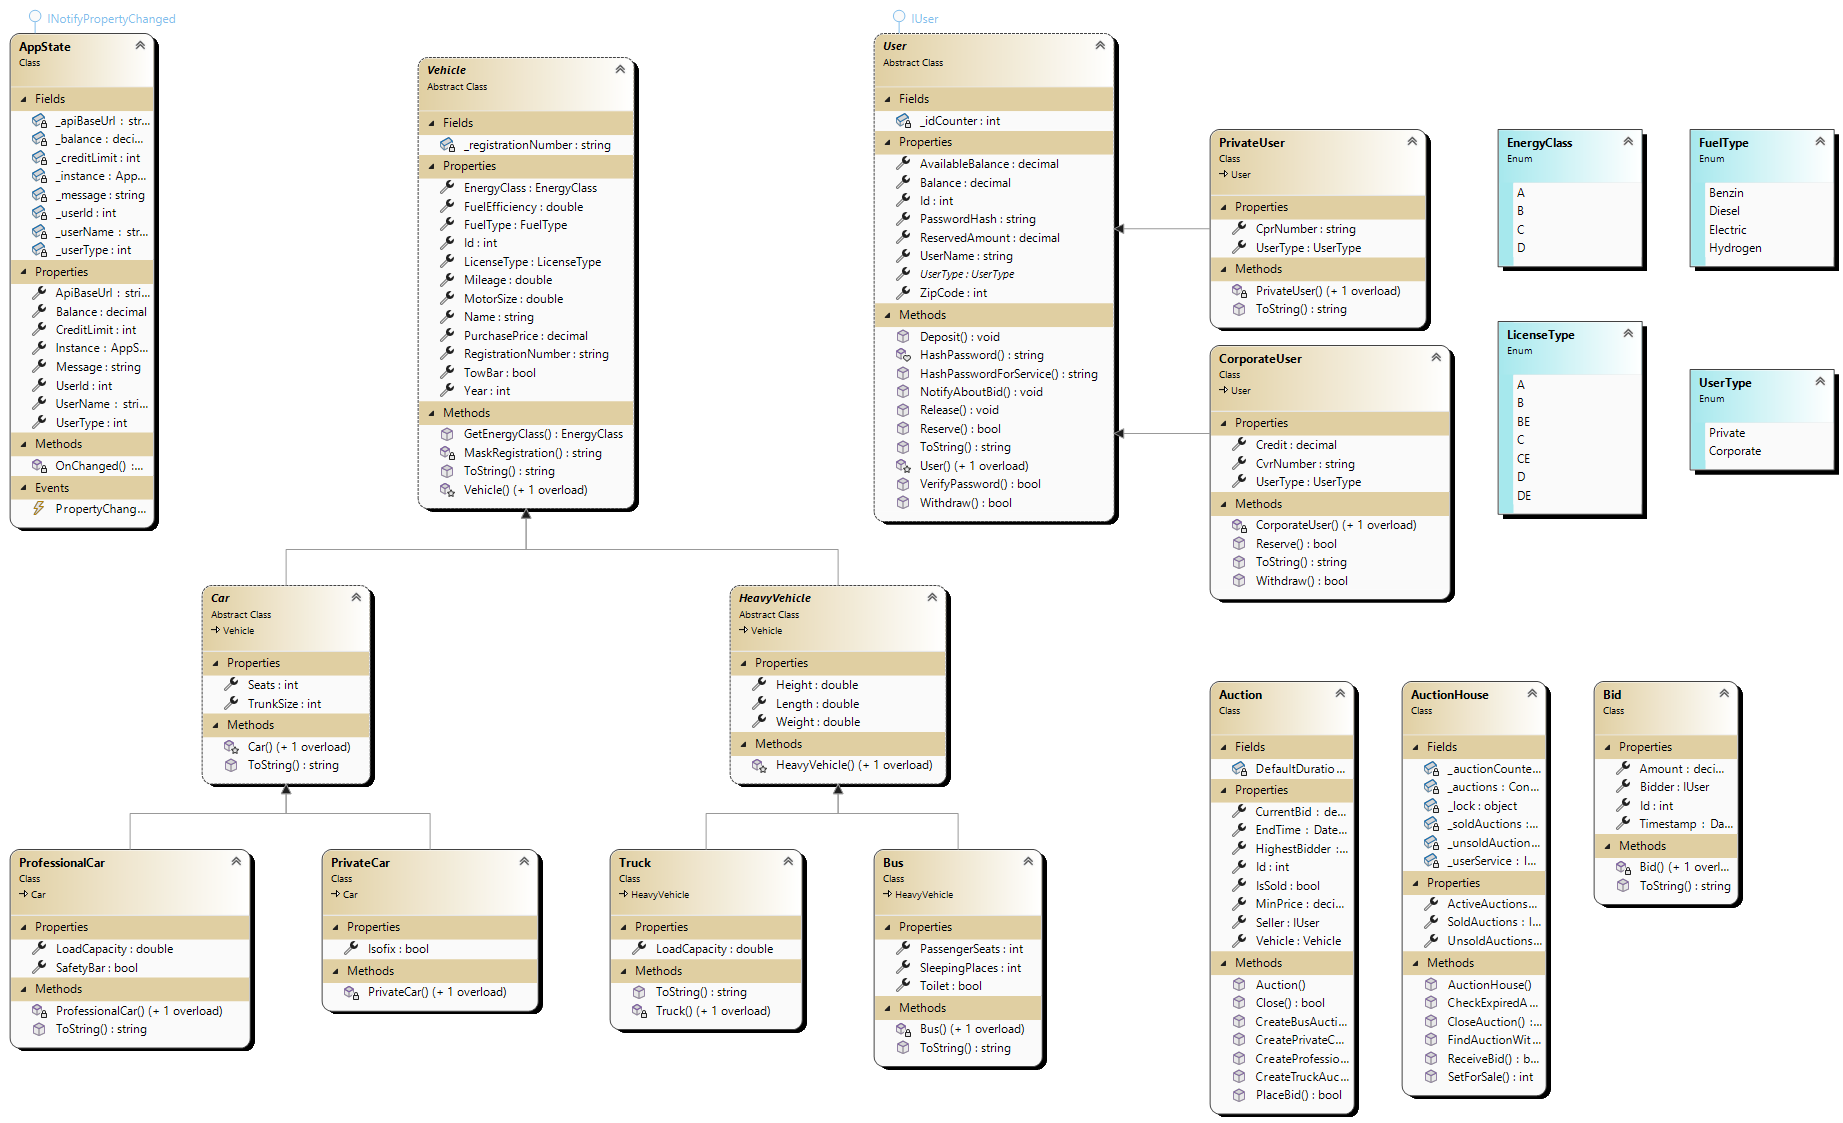 INotifyPropertyChanged
AppState
Class
Fields
_apiBaseUrl : str...
_balance : deci...
_creditLimit : int
_instance : App...
_message : string
_userId : int
_userName : str...
_userType : int
Properties
ApiBaseUrl : stri...
Balance : decimal
CreditLimit : int
Instance : AppS...
Message : string
UserId : int
UserName : stri...
UserType : int
Methods
OnChanged() :...
Events
PropertyChang...
Vehicle
Abstract Class
Fields
_registrationNumber : string
Properties
EnergyClass : EnergyClass
FuelEfficiency : double
FuelType : FuelType
Id : int
LicenseType : LicenseType
Mileage : double
MotorSize : double
Name : string
PurchasePrice : decimal
RegistrationNumber : string
TowBar : bool
Year : int
Methods
GetEnergyClass() : EnergyClass
MaskRegistration() : string
ToString() : string
Vehicle() (+ 1 overload)
IUser
User
Abstract Class
Fields
_idCounter : int
Properties
AvailableBalance : decimal
Balance : decimal
Id : int
PasswordHash : string
ReservedAmount : decimal
UserName : string
UserType : UserType
ZipCode : int
Methods
Deposit() : void
HashPassword() : string
HashPasswordForService() : string
NotifyAboutBid() : void
Release() : void
Reserve() : bool
ToString() : string
User() (+ 1 overload)
VerifyPassword() : bool
Withdraw() : bool
PrivateUser
Class
User
Properties
CprNumber : string
UserType : UserType
Methods
PrivateUser() (+ 1 overload)
ToString() : string
CorporateUser
Class
User
Properties
Credit : decimal
CvrNumber : string
UserType : UserType
Methods
CorporateUser() (+ 1 overload)
Reserve() : bool
ToString() : string
Withdraw() : bool
EnergyClass
Enum
A
B
C
D
FuelType
Enum
Benzin
Diesel
Electric
Hydrogen
LicenseType
Enum
A
B
BE
C
CE
D
DE
UserType
Enum
Private
Corporate
Car
Abstract Class
Vehicle
Properties
Seats : int
TrunkSize : int
Methods
Car() (+ 1 overload)
ToString() : string
HeavyVehicle
Abstract Class
Vehicle
Properties
Height : double
Length : double
Weight : double
Methods
HeavyVehicle() (+ 1 overload)
ProfessionalCar
Class
Car
Properties
LoadCapacity : double
SafetyBar : bool
Methods
ProfessionalCar() (+ 1 overload)
ToString() : string
PrivateCar
Class
Car
Properties
Isofix : bool
Methods
PrivateCar() (+ 1 overload)
Truck
Class
HeavyVehicle
Properties
LoadCapacity : double
Methods
ToString() : string
Truck() (+ 1 overload)
Bus
Class
HeavyVehicle
Properties
PassengerSeats : int
SleepingPlaces : int
Toilet : bool
Methods
Bus() (+ 1 overload)
ToString() : string
Auction
Class
Fields
DefaultDuratio...
Properties
CurrentBid : de...
EndTime : Date...
HighestBidder :...
Id : int
IsSold : bool
MinPrice : deci...
Seller : IUser
Vehicle : Vehicle
Methods
Auction()
Close() : bool
CreateBusAucti...
CreatePrivateC...
CreateProfessio...
CreateTruckAuc...
PlaceBid() : bool
AuctionHouse
Class
Fields
_auctionCounte...
_auctions : Con...
_lock : object
_soldAuctions :...
_unsoldAuction...
_userService : I...
Properties
ActiveAuctions...
SoldAuctions : I...
UnsoldAuctions...
Methods
AuctionHouse()
CheckExpiredA...
CloseAuction() :...
FindAuctionWit...
ReceiveBid() : b...
SetForSale() : int
Bid
Class
Properties
Amount : deci...
Bidder : IUser
Id : int
Timestamp : Da...
Methods
Bid() (+ 1 overl...
ToString() : string